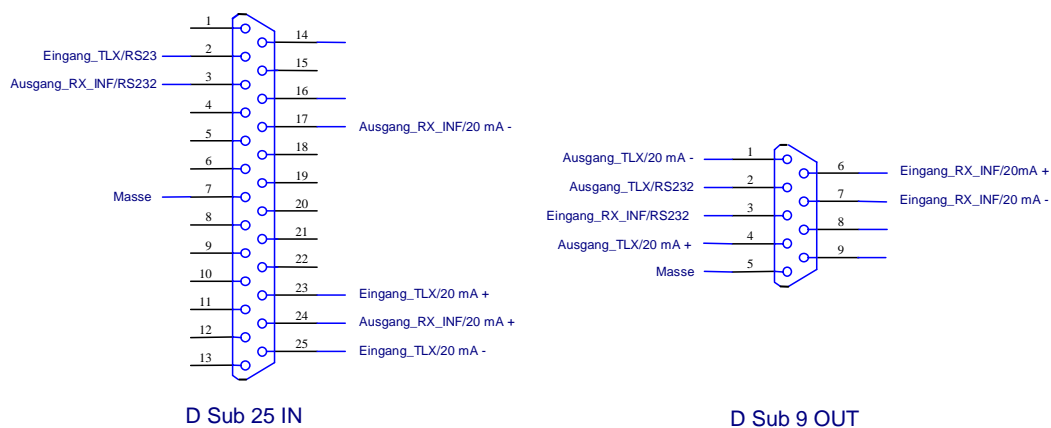 1
14
Eingang_TLX/RS23 2
15
Ausgang_RX_INF/RS232 3
16
4
17 Ausgang_RX_INF/20 mA -
5
18
6
19
Masse 7
20
8
21
9
22
10
23 Eingang_TLX/20 mA +
11
24 Ausgang_RX_INF/20 mA +
12
25 Eingang_TLX/20 mA -
13
D Sub 25 IN
Ausgang_TLX/20 mA - 1
6 Eingang_RX_INF/20mA +
Ausgang_TLX/RS232 2
7 Eingang_RX_INF/20 mA -
Eingang_RX_INF/RS232 3
8
Ausgang_TLX/20 mA + 4
9
Masse 5
D Sub 9 OUT